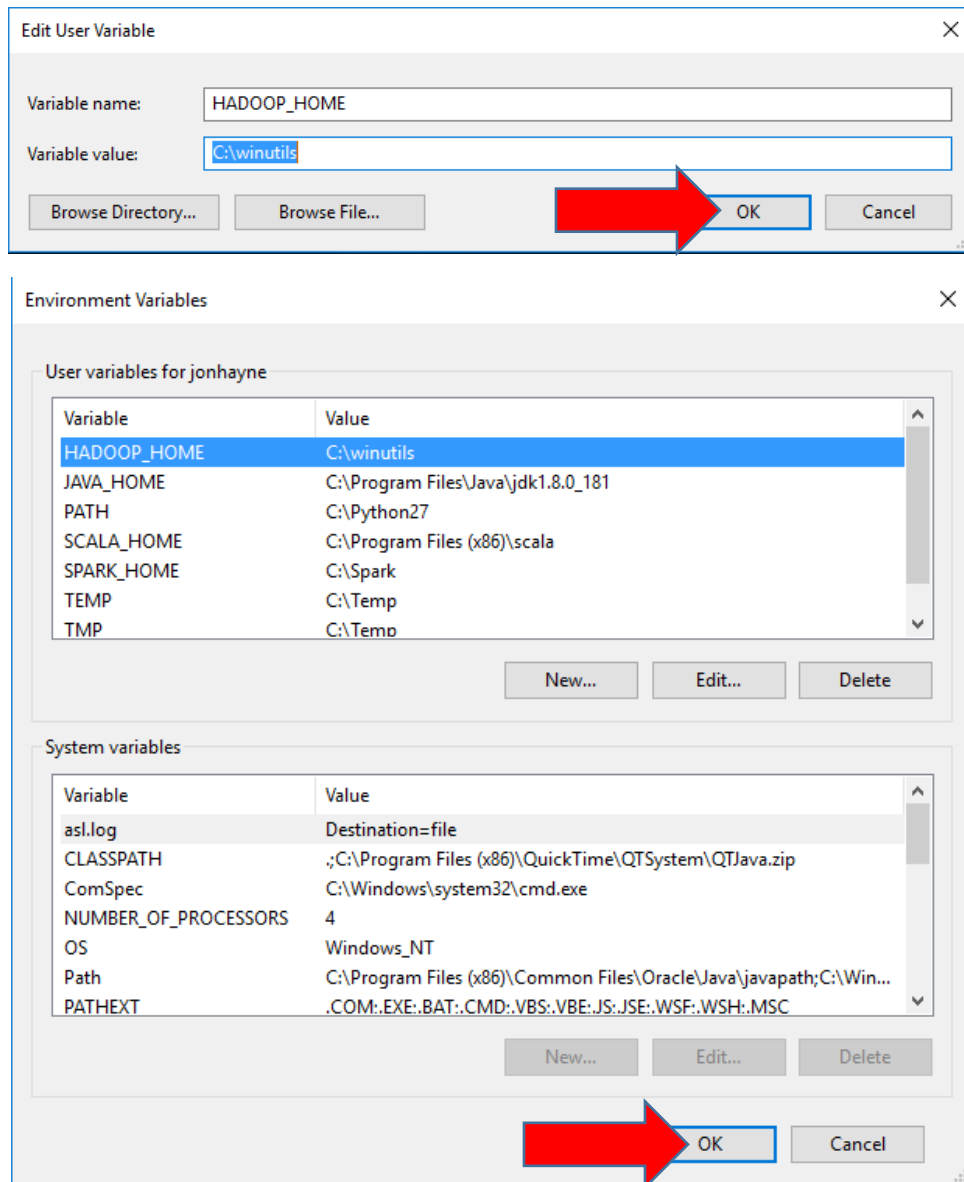 Edit User Variable
Variable name: HADOOP_HOME
Variable value: C:\winutils
Browse Directory... Browse File... OK Cancel
Environment Variables
User variables for jonhayne
Variable Value
HADOOP_HOME C:\winutils
JAVA_HOME C:\Program Files\Java\jdk1.8.0_181
PATH C:\Python27
SCALA_HOME C:\Program Files (x86)\scala
SPARK_HOME C:\Spark
TEMP C:\Temp
TMP C:\Temp
New... Edit... Delete
System variables
Variable Value
asl.log Destination=file
CLASSPATH .;C:\Program Files (x86)\QuickTime\QTSystem\QTJava.zip
ComSpec C:\Windows\system32\cmd.exe
NUMBER_OF_PROCESSORS 4
OS Windows_NT
Path C:\Program Files (x86)\Common Files\Oracle\Java\javapath;C:\Win...
PATHEXT .COM;.EXE;.BAT;.CMD;.VBS;.VBE;.JS;.JSE;.WSF;.WSH;.MSC
New... Edit... Delete
OK Cancel